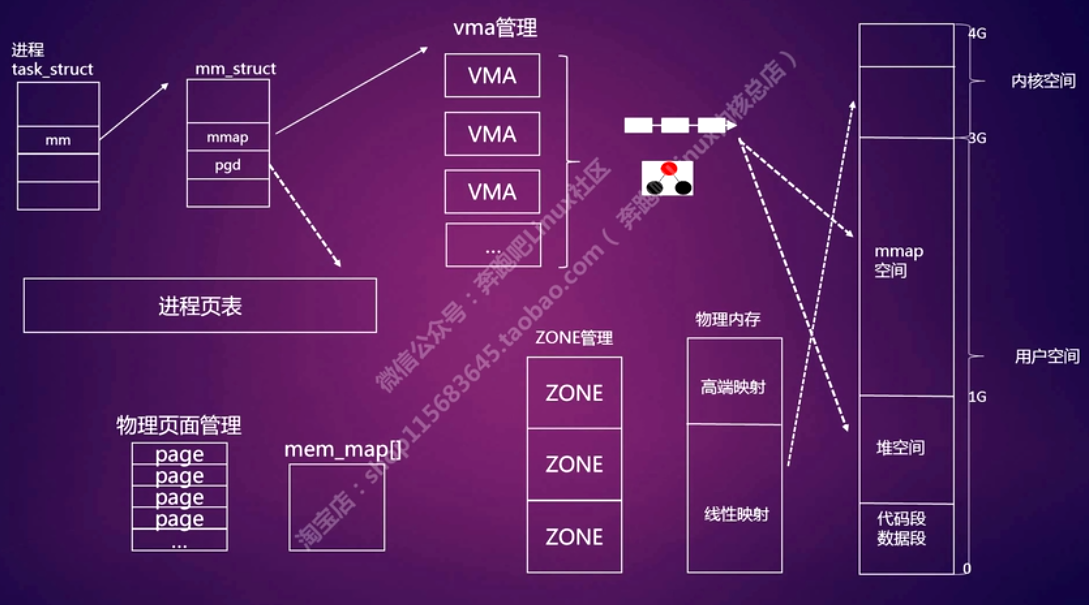 进程
task_struct
mm
mm_struct
mmap
pgd
vma管理
VMA
VMA
VMA
...
4G
内核空间
3G
mmap
空间
用户空间
1G
堆空间
代码段
数据段
0
进程页表
物理页面管理
page
page
page
page
...
mem_map[]
ZONE管理
ZONE
ZONE
ZONE
物理内存
高端映射
线性映射
微信公众号：奔跑吧Linux社区
淘宝店：shop115683645.taobao.com（ 奔跑吧Linux内核总店）